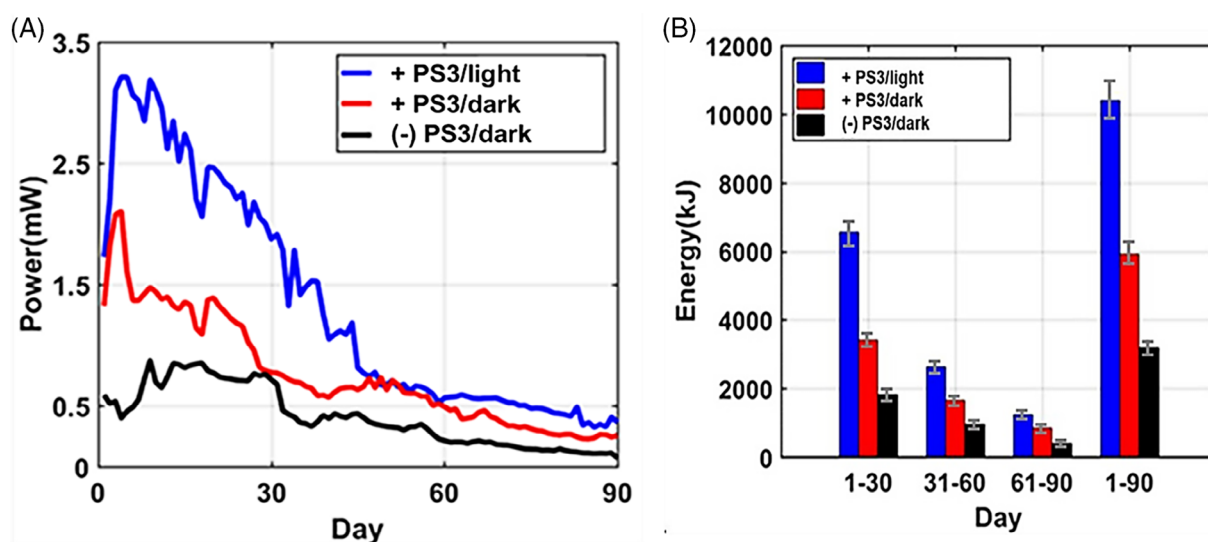 (A)
3.5
2.5
1.5
0.5
0
Power(mW)
+ PS3/light
+ PS3/dark
(-) PS3/dark
0 30 60 90
Day
(B)
12000
10000
8000
6000
4000
2000
0
Energy(kJ)
+ PS3/light
+ PS3/dark
(-) PS3/dark
1-30 31-60 61-90 1-90
Day